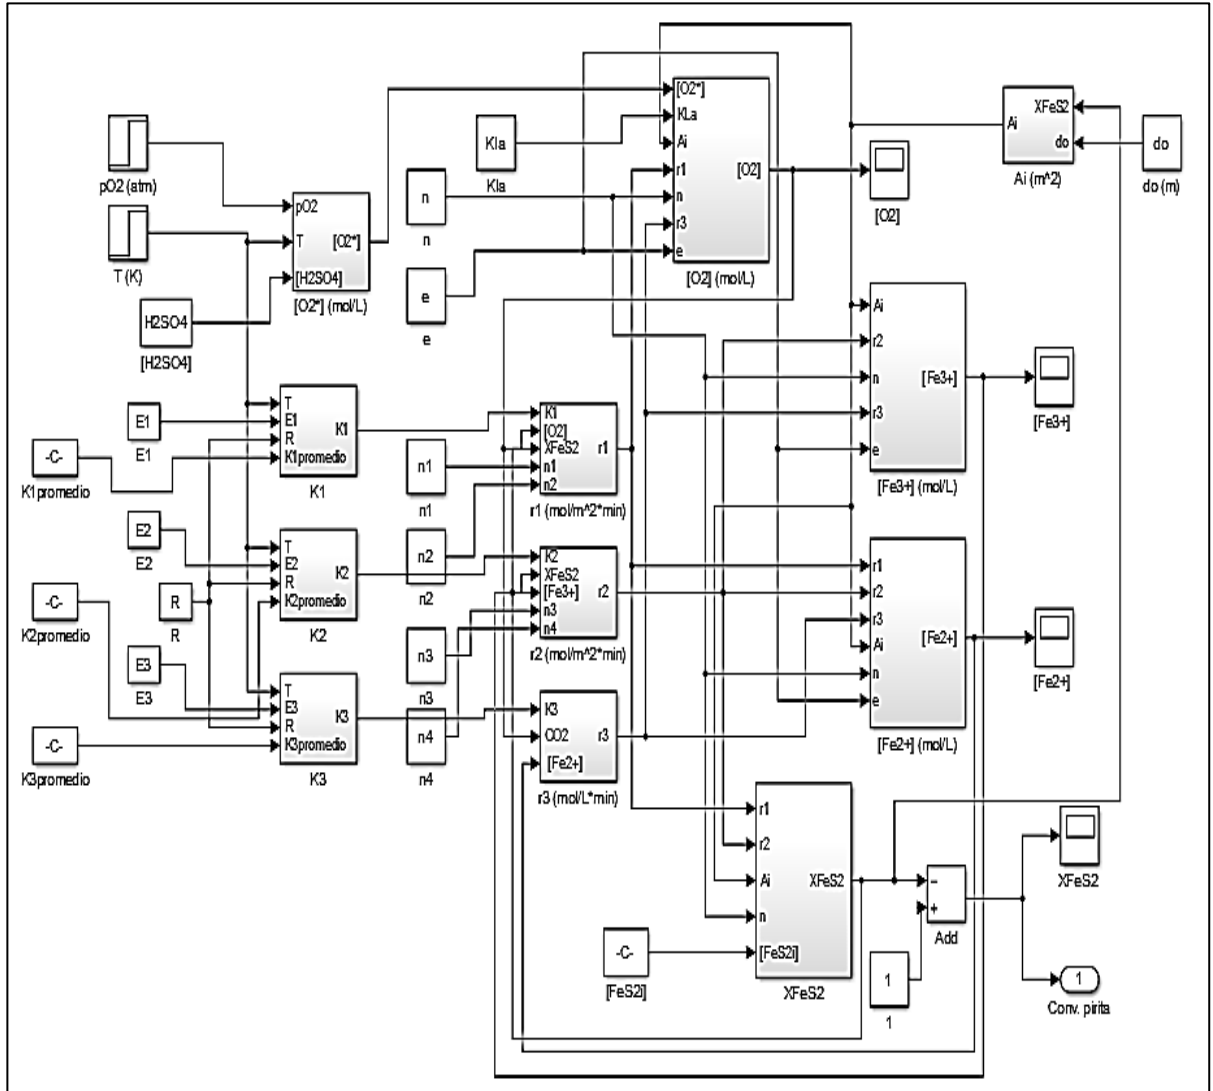 pO2 (atm)
T (K)
H2SO4
[H2SO4]
pO2
T
[H2SO4]
[O2*]
[O2*] (mol/L)
Kla
Kla
n
n
e
e
[O2*]
KLa
Ai
r1
n
r3
e
[O2]
[O2] (mol/L)
[O2]
XFeS2
do
Ai
Ai (m^2)
do
do (m)
Ai
r2
n
r3
e
[Fe3+]
[Fe3+] (mol/L)
[Fe3+]
E1
E1
-C-
K1promedio
T
E1
R
K1promedio
K1
K1
n1
n1
K1
[O2]
XFeS2
n1
n2
r1
r1 (mol/m^2*min)
E2
E2
-C-
K2promedio
R
R
T
E2
R
K2promedio
K2
K2
n2
n2
K2
XFeS2
[Fe3+]
n3
n4
r2
r2 (mol/m^2*min)
r1
r2
r3
Ai
n
e
[Fe2+]
[Fe2+] (mol/L)
[Fe2+]
E3
E3
-C-
K3promedio
T
E3
R
K3promedio
K3
K3
n3
n3
n4
n4
K3
CO2
[Fe2+]
r3
r3 (mol/L*min)
r1
r2
Ai
n
[FeS2i]
XFeS2
XFeS2
-C-
[FeS2i]
Add
1
1
XFeS2
1
Conv. pirita